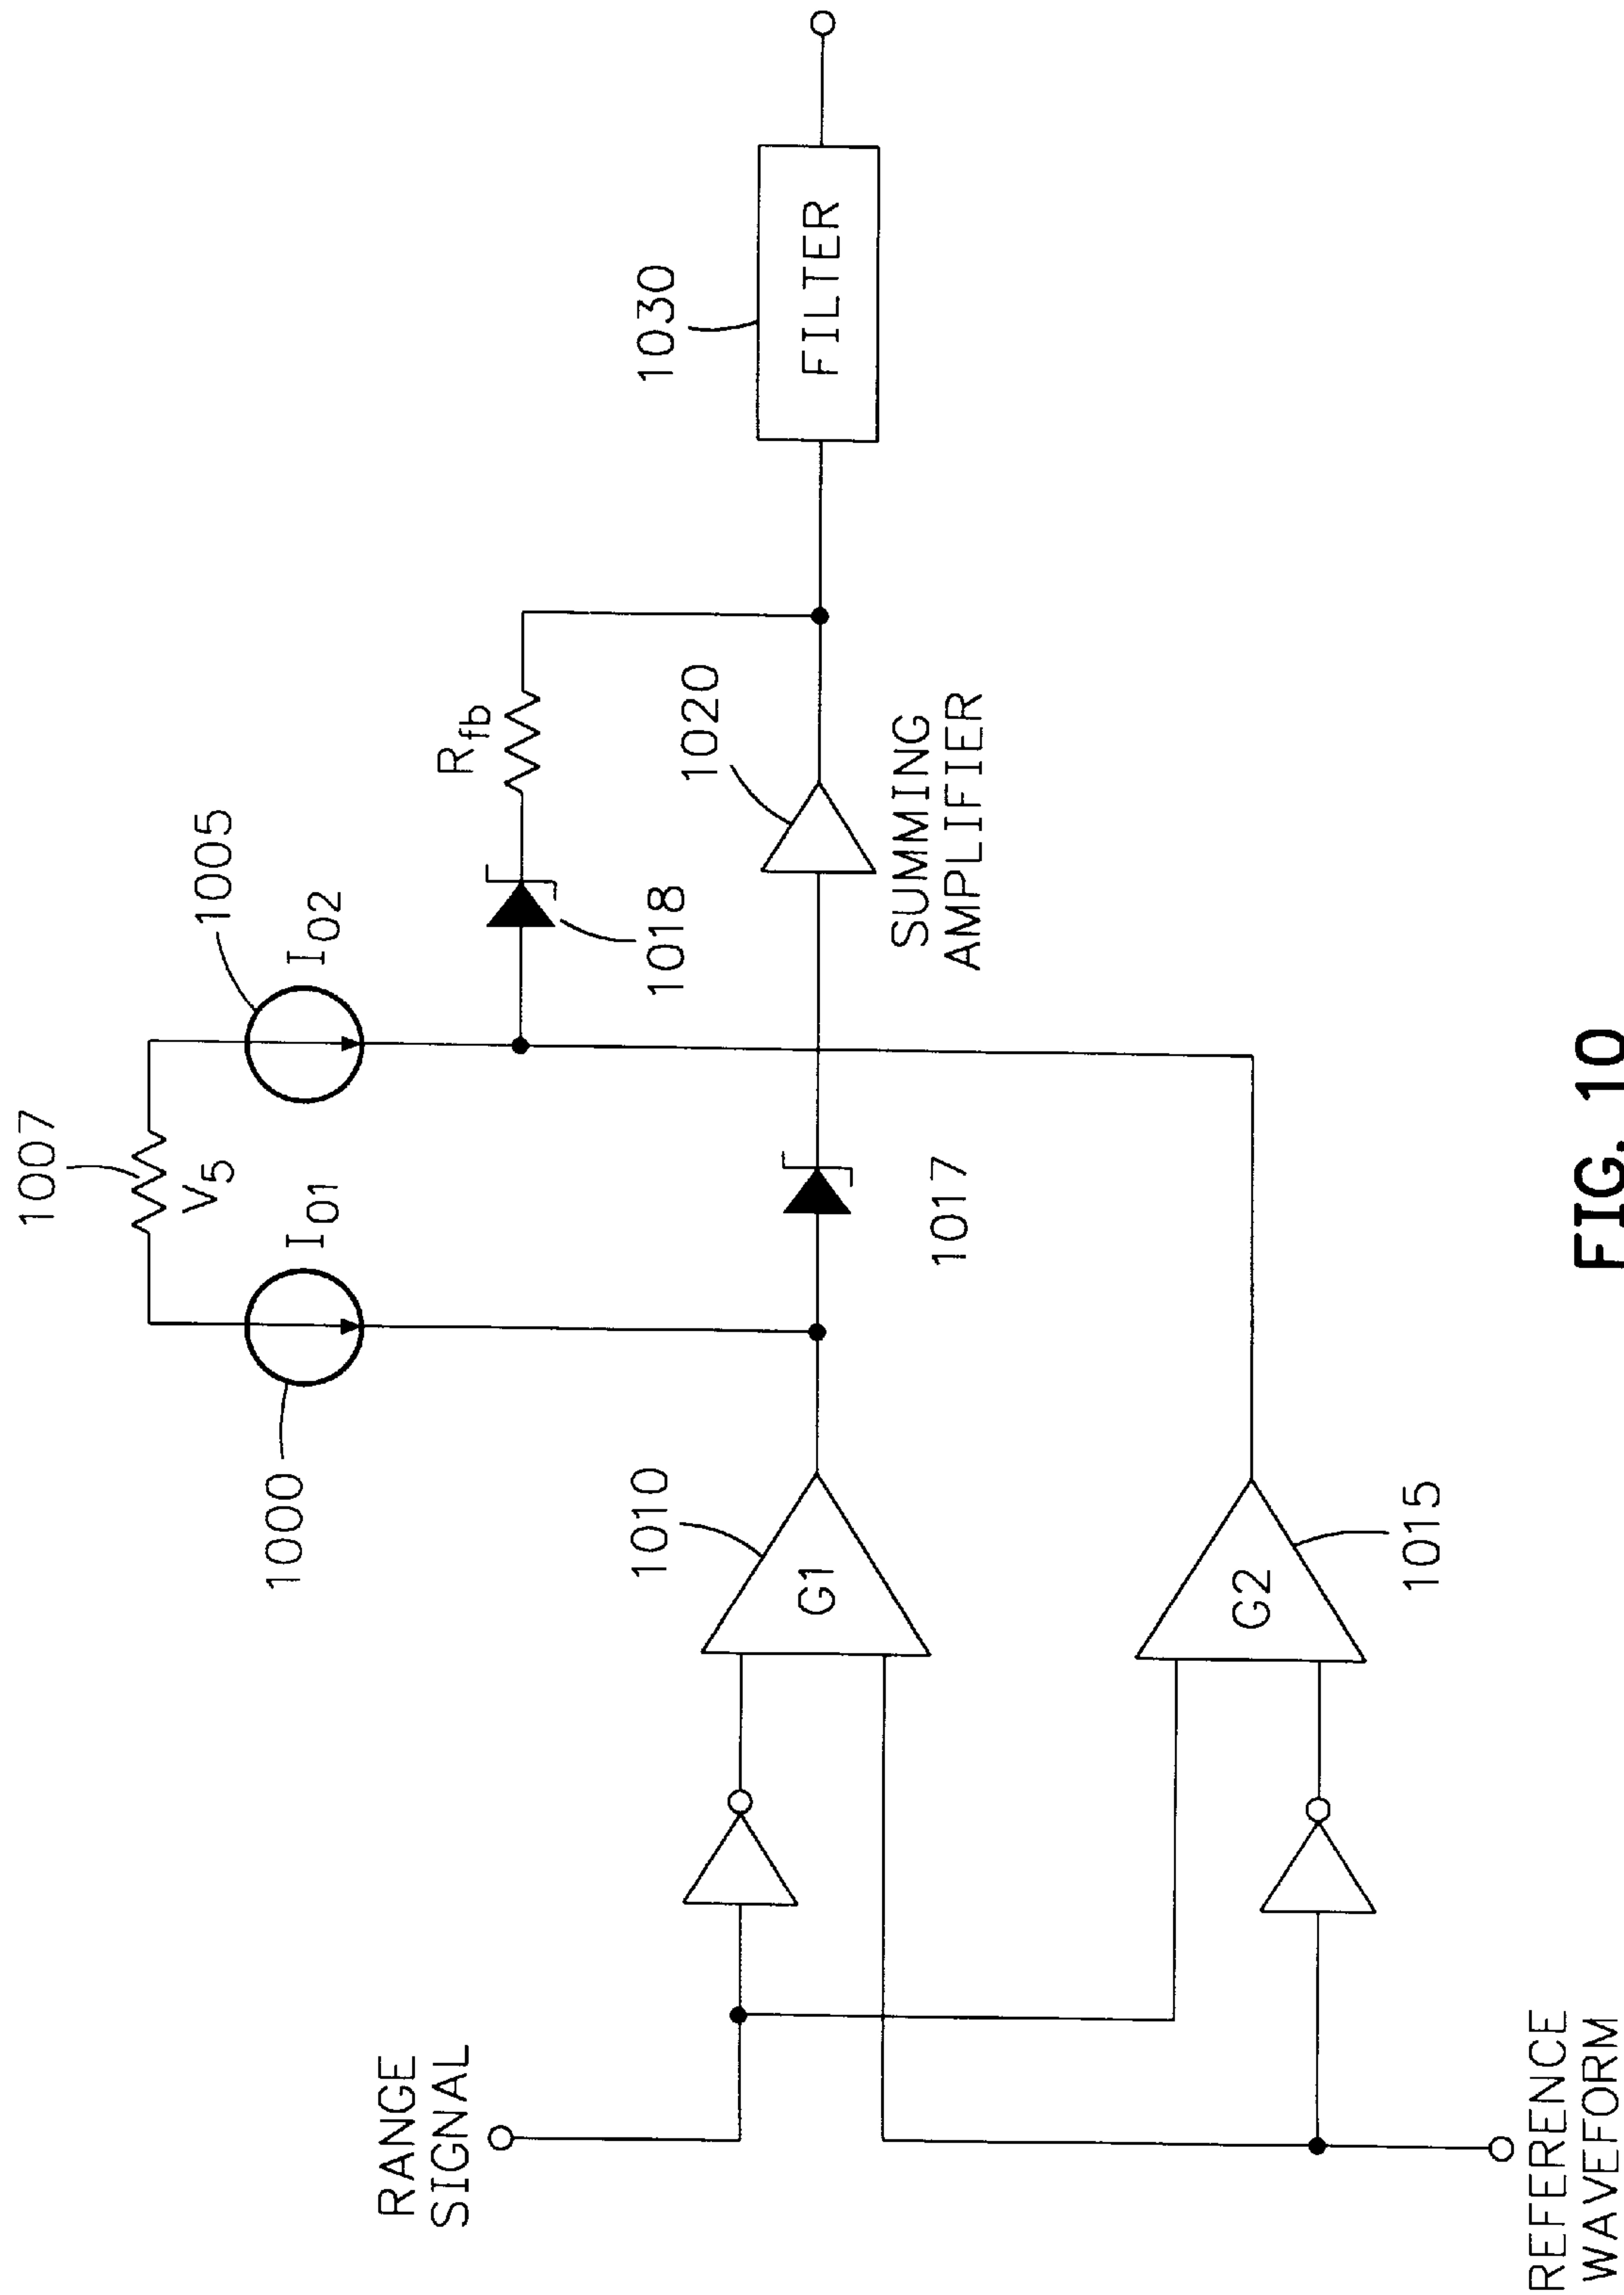 1007
V5
1000
I01
1005
I02
Rfb
1018
1030
FILTER
1020
SUMMING
AMPLIFIER
1017
1010
G1
RANGE
SIGNAL
G2
1015
REFERENCE
WAVEFORM
FIG. 10